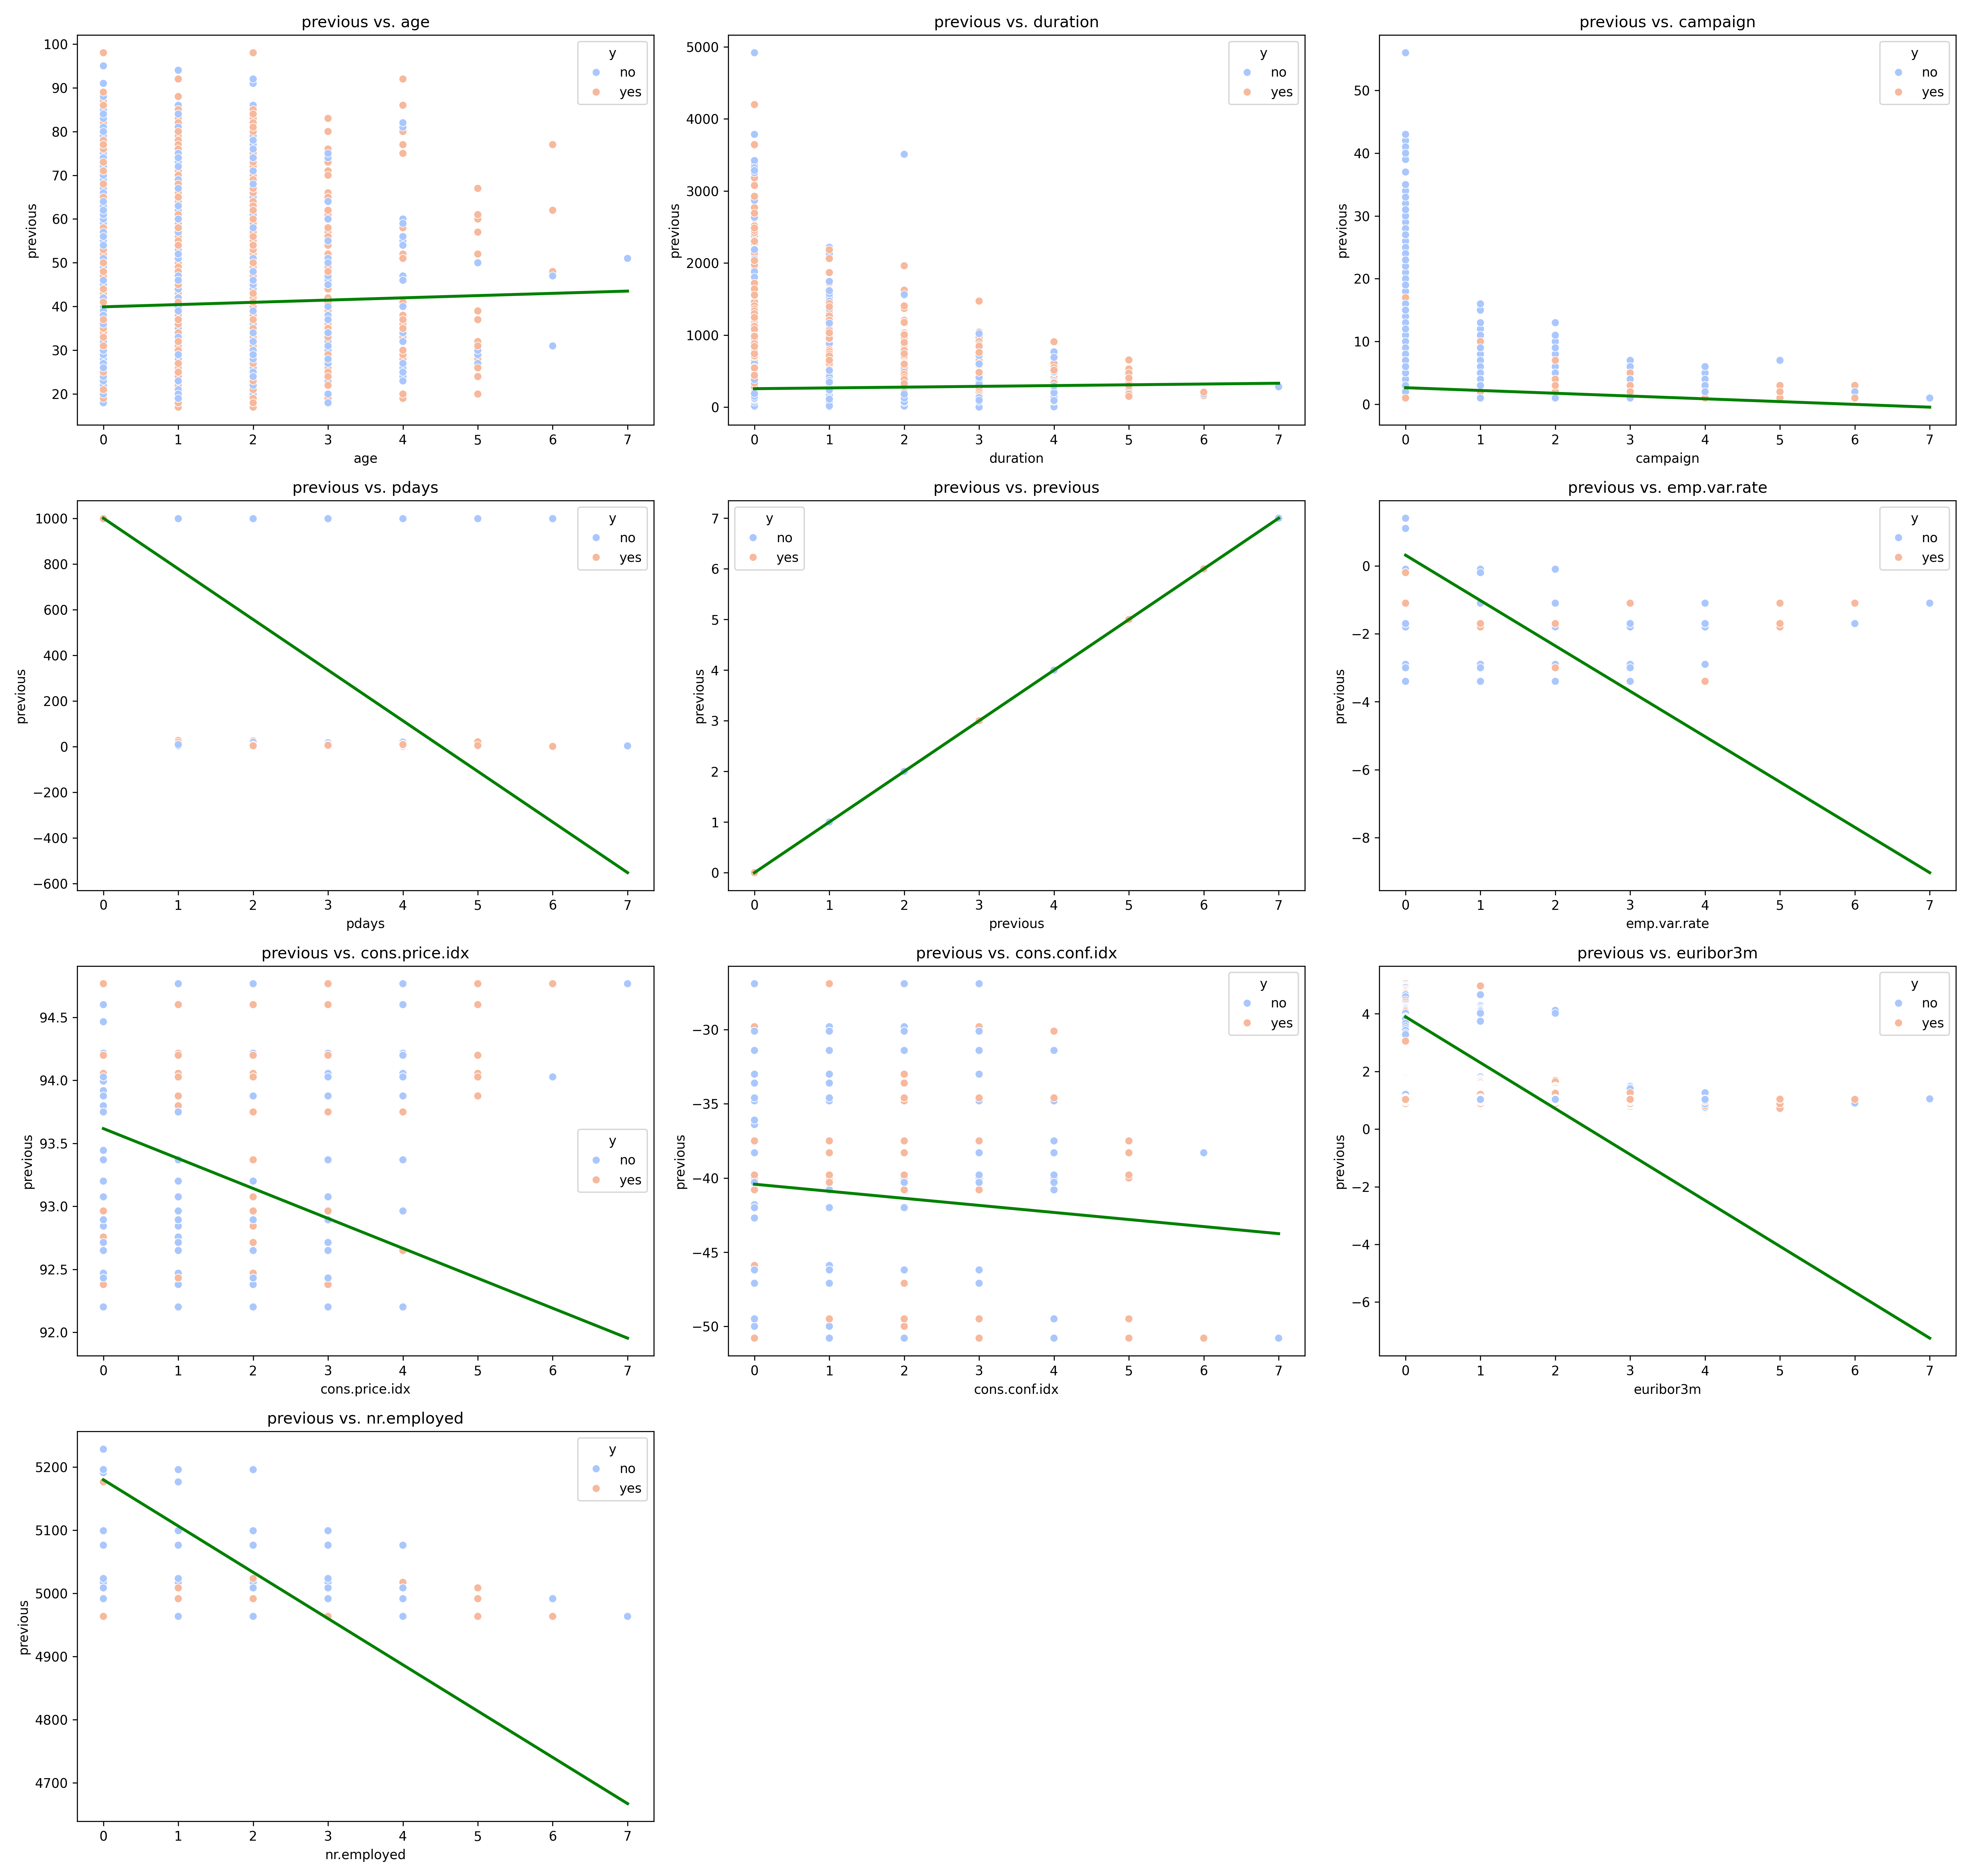 previous vs. age
previous vs. duration
previous vs. campaign
100
90
80
70
60
50
40
30
20
previous
y
no
yes
0 1 2 3 4 5 6 7
age
5000
4000
3000
2000
1000
0
previous
y
no
yes
0 1 2 3 4 5 6 7
duration
50
40
30
20
10
0
previous
y
no
yes
0 1 2 3 4 5 6 7
campaign
previous vs. pdays
previous vs. previous
previous vs. emp.var.rate
1000
800
600
400
200
0
−200
−400
−600
previous
y
no
yes
0 1 2 3 4 5 6 7
pdays
7
6
5
4
3
2
1
0
previous
y
no
yes
0 1 2 3 4 5 6 7
previous
0
−2
−4
−6
−8
previous
y
no
yes
0 1 2 3 4 5 6 7
emp.var.rate
previous vs. cons.price.idx
previous vs. cons.conf.idx
previous vs. euribor3m
94.5
94.0
93.5
93.0
92.5
92.0
previous
y
no
yes
0 1 2 3 4 5 6 7
cons.price.idx
−30
−35
−40
−45
−50
previous
y
no
yes
0 1 2 3 4 5 6 7
cons.conf.idx
4
2
0
−2
−4
−6
previous
y
no
yes
0 1 2 3 4 5 6 7
euribor3m
previous vs. nr.employed
5200
5100
5000
4900
4800
4700
previous
y
no
yes
0 1 2 3 4 5 6 7
nr.employed